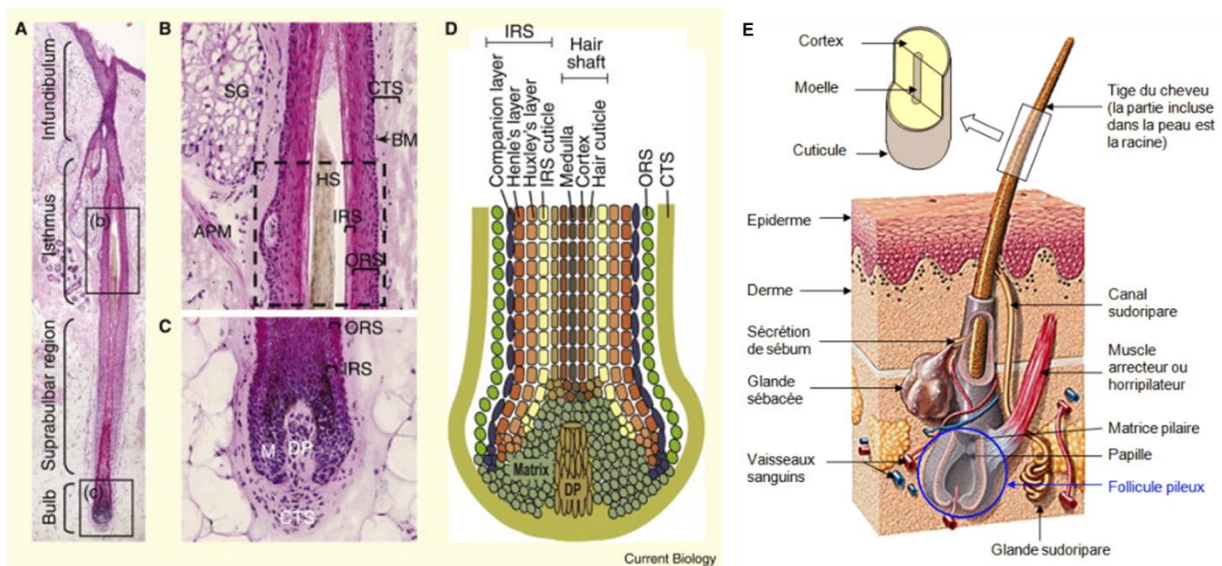 A
Infundibulum
Isthmus
(b)
Suprabulbar region
Bulb
(c)
B
SG
CTS
BM
HS
IRS
APM
ORS
C
ORS
IRS
M
DP
CTS
D
IRS
Hair
shaft
Companion layer
Henle's layer
Huxley's layer
IRS cuticle
Medulla
Cortex
Hair cuticle
ORS
CTS
Matrix
DP
Current Biology
E
Cortex
Moelle
Cuticule
Tige du cheveu
(la partie incluse
dans la peau est
la racine)
Epiderme
Derme
Sécrétion
de sébum
Glande
sébacée
Vaisseaux
sanguins
Canal
sudoripare
Muscle
arrecteur ou
horripilateur
Matrice pilaire
Papille
Follicule pileux
Glande sudoripare